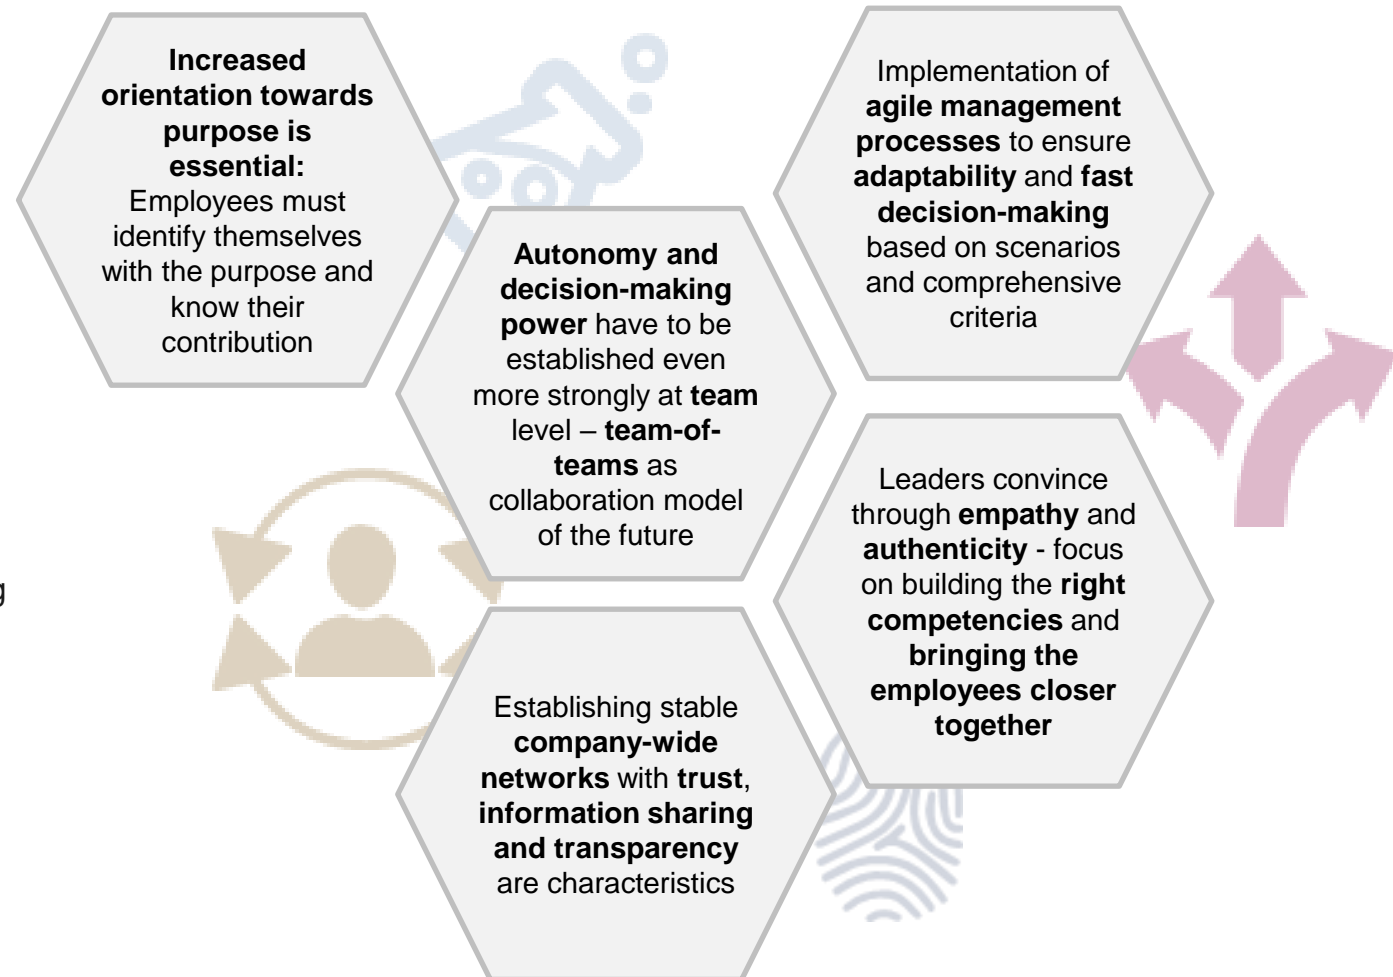 Increased
orientation towards
purpose is
essential:
Employees must
identify themselves
with the purpose and
know their
contribution
Autonomy and
decision-making
power have to be
established even
more strongly at team
level – team-of-
teams as
collaboration model
of the future
Implementation of
agile management
processes to ensure
adaptability and fast
decision-making
based on scenarios
and comprehensive
criteria
Leaders convince
through empathy and
authenticity - focus
on building the right
competencies and
bringing the
employees closer
together
g
Establishing stable
company-wide
networks with trust,
information sharing
and transparency
are characteristics